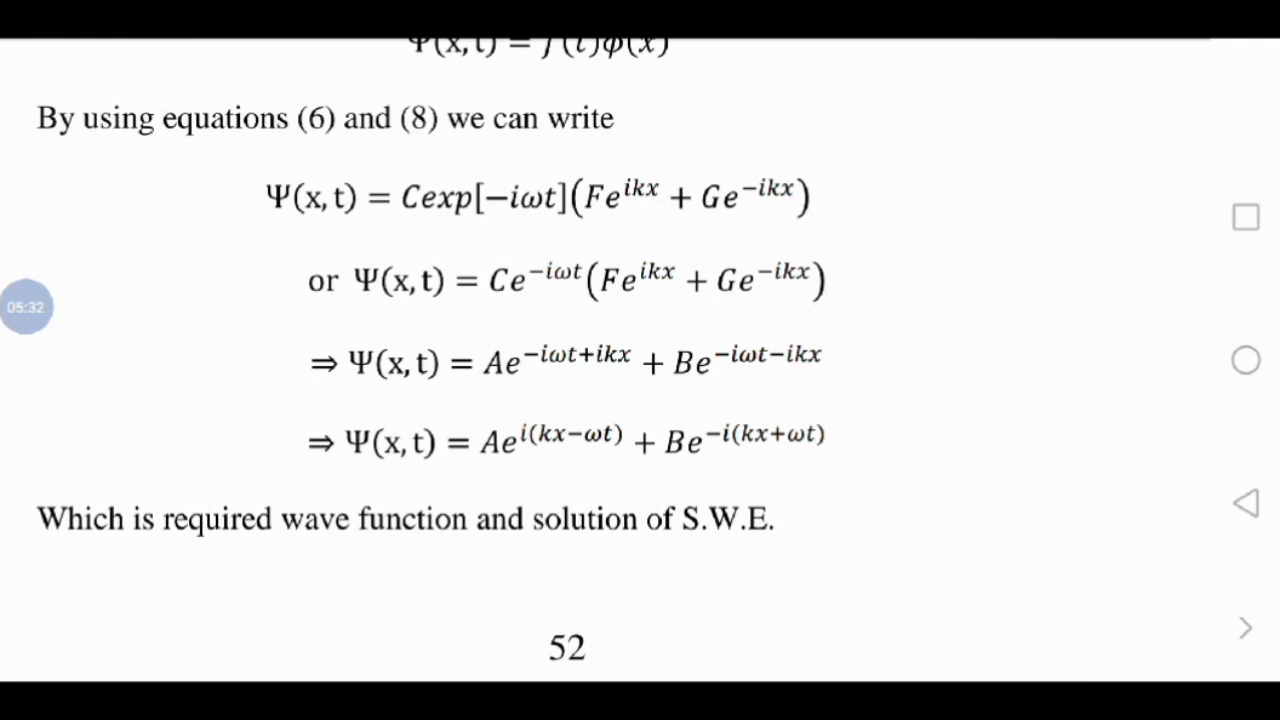 Ψ(x, t) = f(t)φ(x)
By using equations (6) and (8) we can write
Ψ(x, t) = Cexp[−iωt](Fe^{ikx} + Ge^{−ikx})
or Ψ(x, t) = Ce^{−iωt}(Fe^{ikx} + Ge^{−ikx})
05:32
⇒ Ψ(x, t) = Ae^{−iωt+ikx} + Be^{−iωt−ikx}
⇒ Ψ(x, t) = Ae^{i(kx−ωt)} + Be^{−i(kx+ωt)}
Which is required wave function and solution of S.W.E.
52